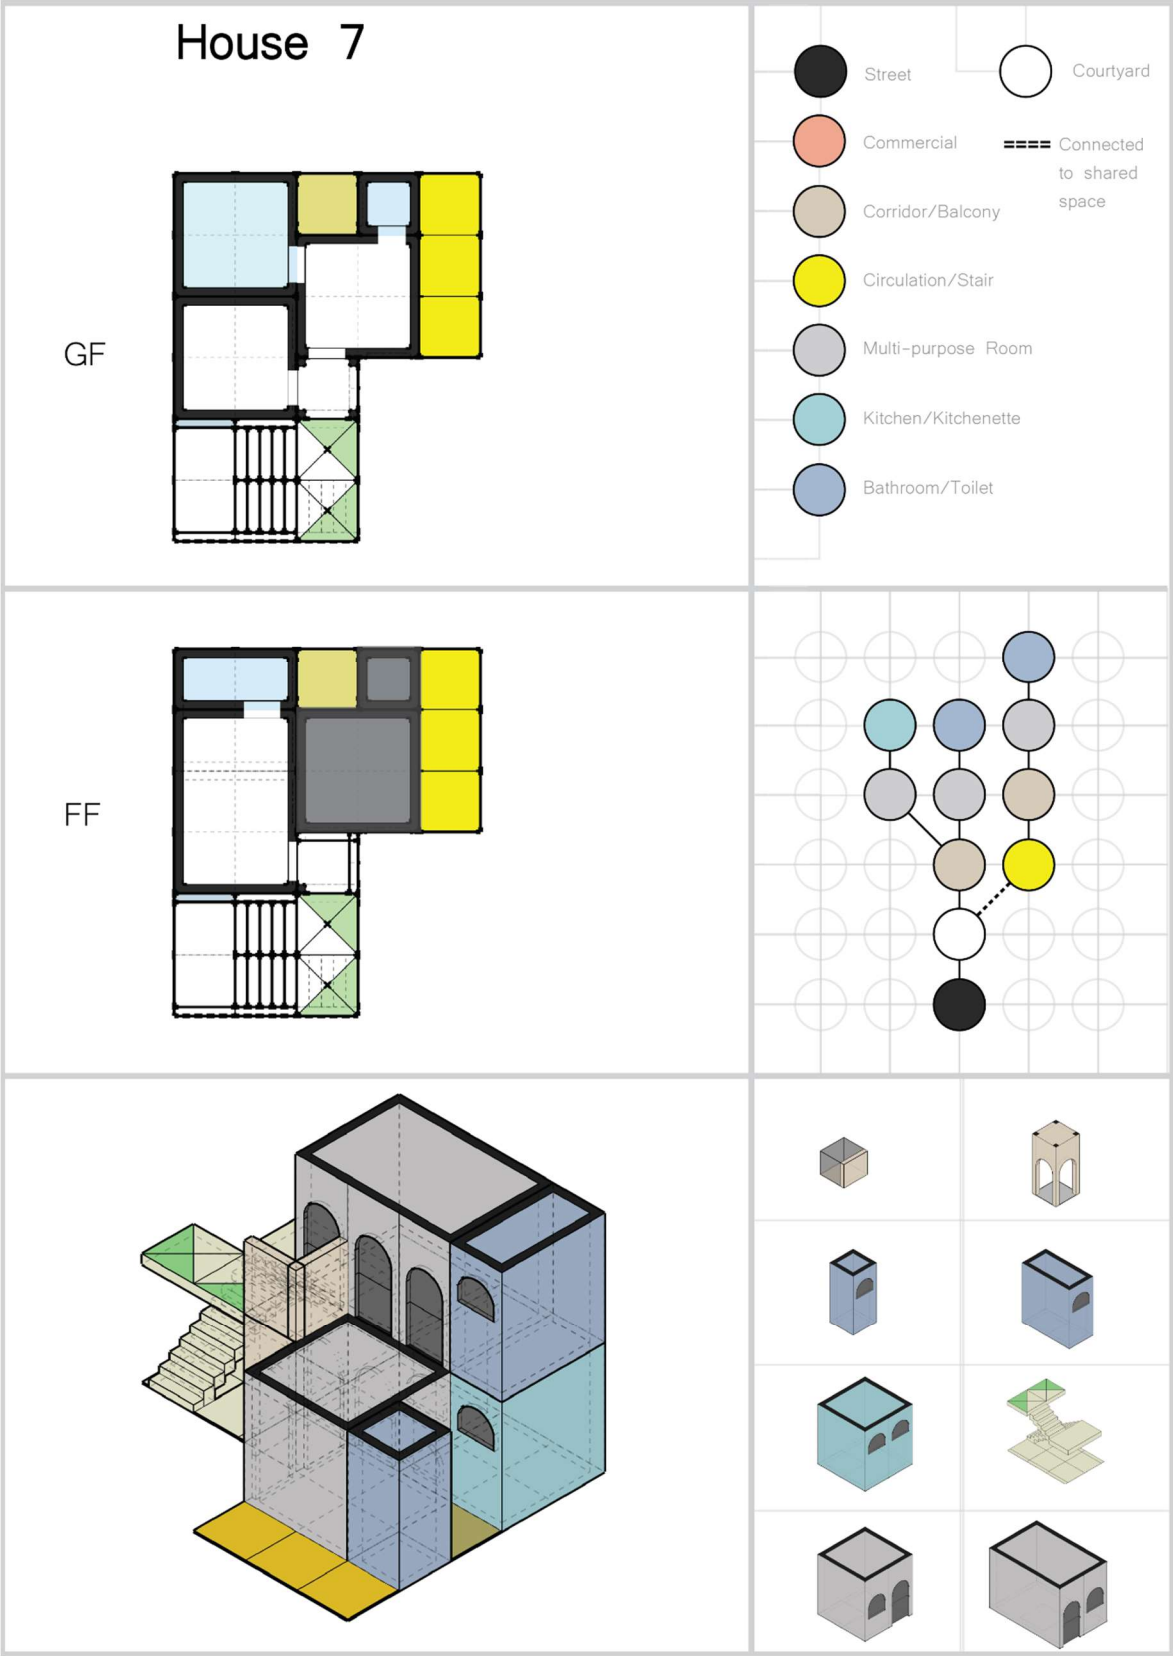 House 7
GF
FF
Street
Commercial
Corridor/Balcony
Circulation/Stair
Multi-purpose Room
Kitchen/Kitchenette
Bathroom/Toilet
Courtyard
Connected
to shared
space